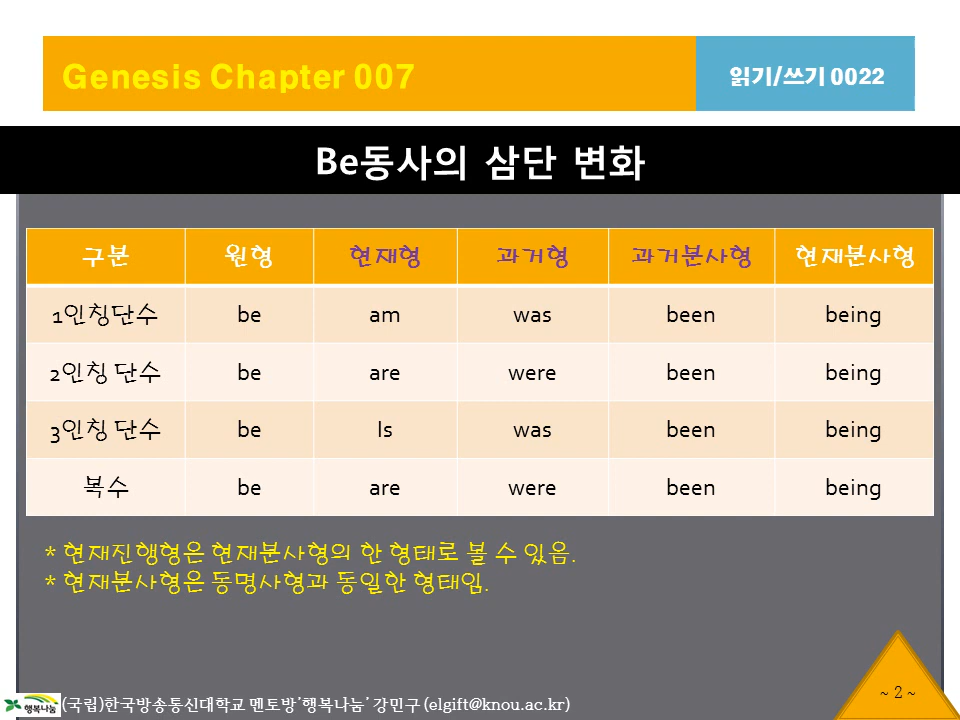 Genesis Chapter 007
읽기/쓰기 0022
Be동사의 삼단 변화
구분 원형 현재형 과거형 과거분사형 현재분사형
1인칭단수 be am was been being
2인칭 단수 be are were been being
3인칭 단수 be Is was been being
복수 be are were been being
* 현재진행형은 현재분사형의 한 형태로 볼 수 있음.
* 현재분사형은 동명사형과 동일한 형태임.
~ 2 ~
행복나눔 (국립)한국방송통신대학교 멘토방'행복나눔' 강민구 (elgift@knou.ac.kr)